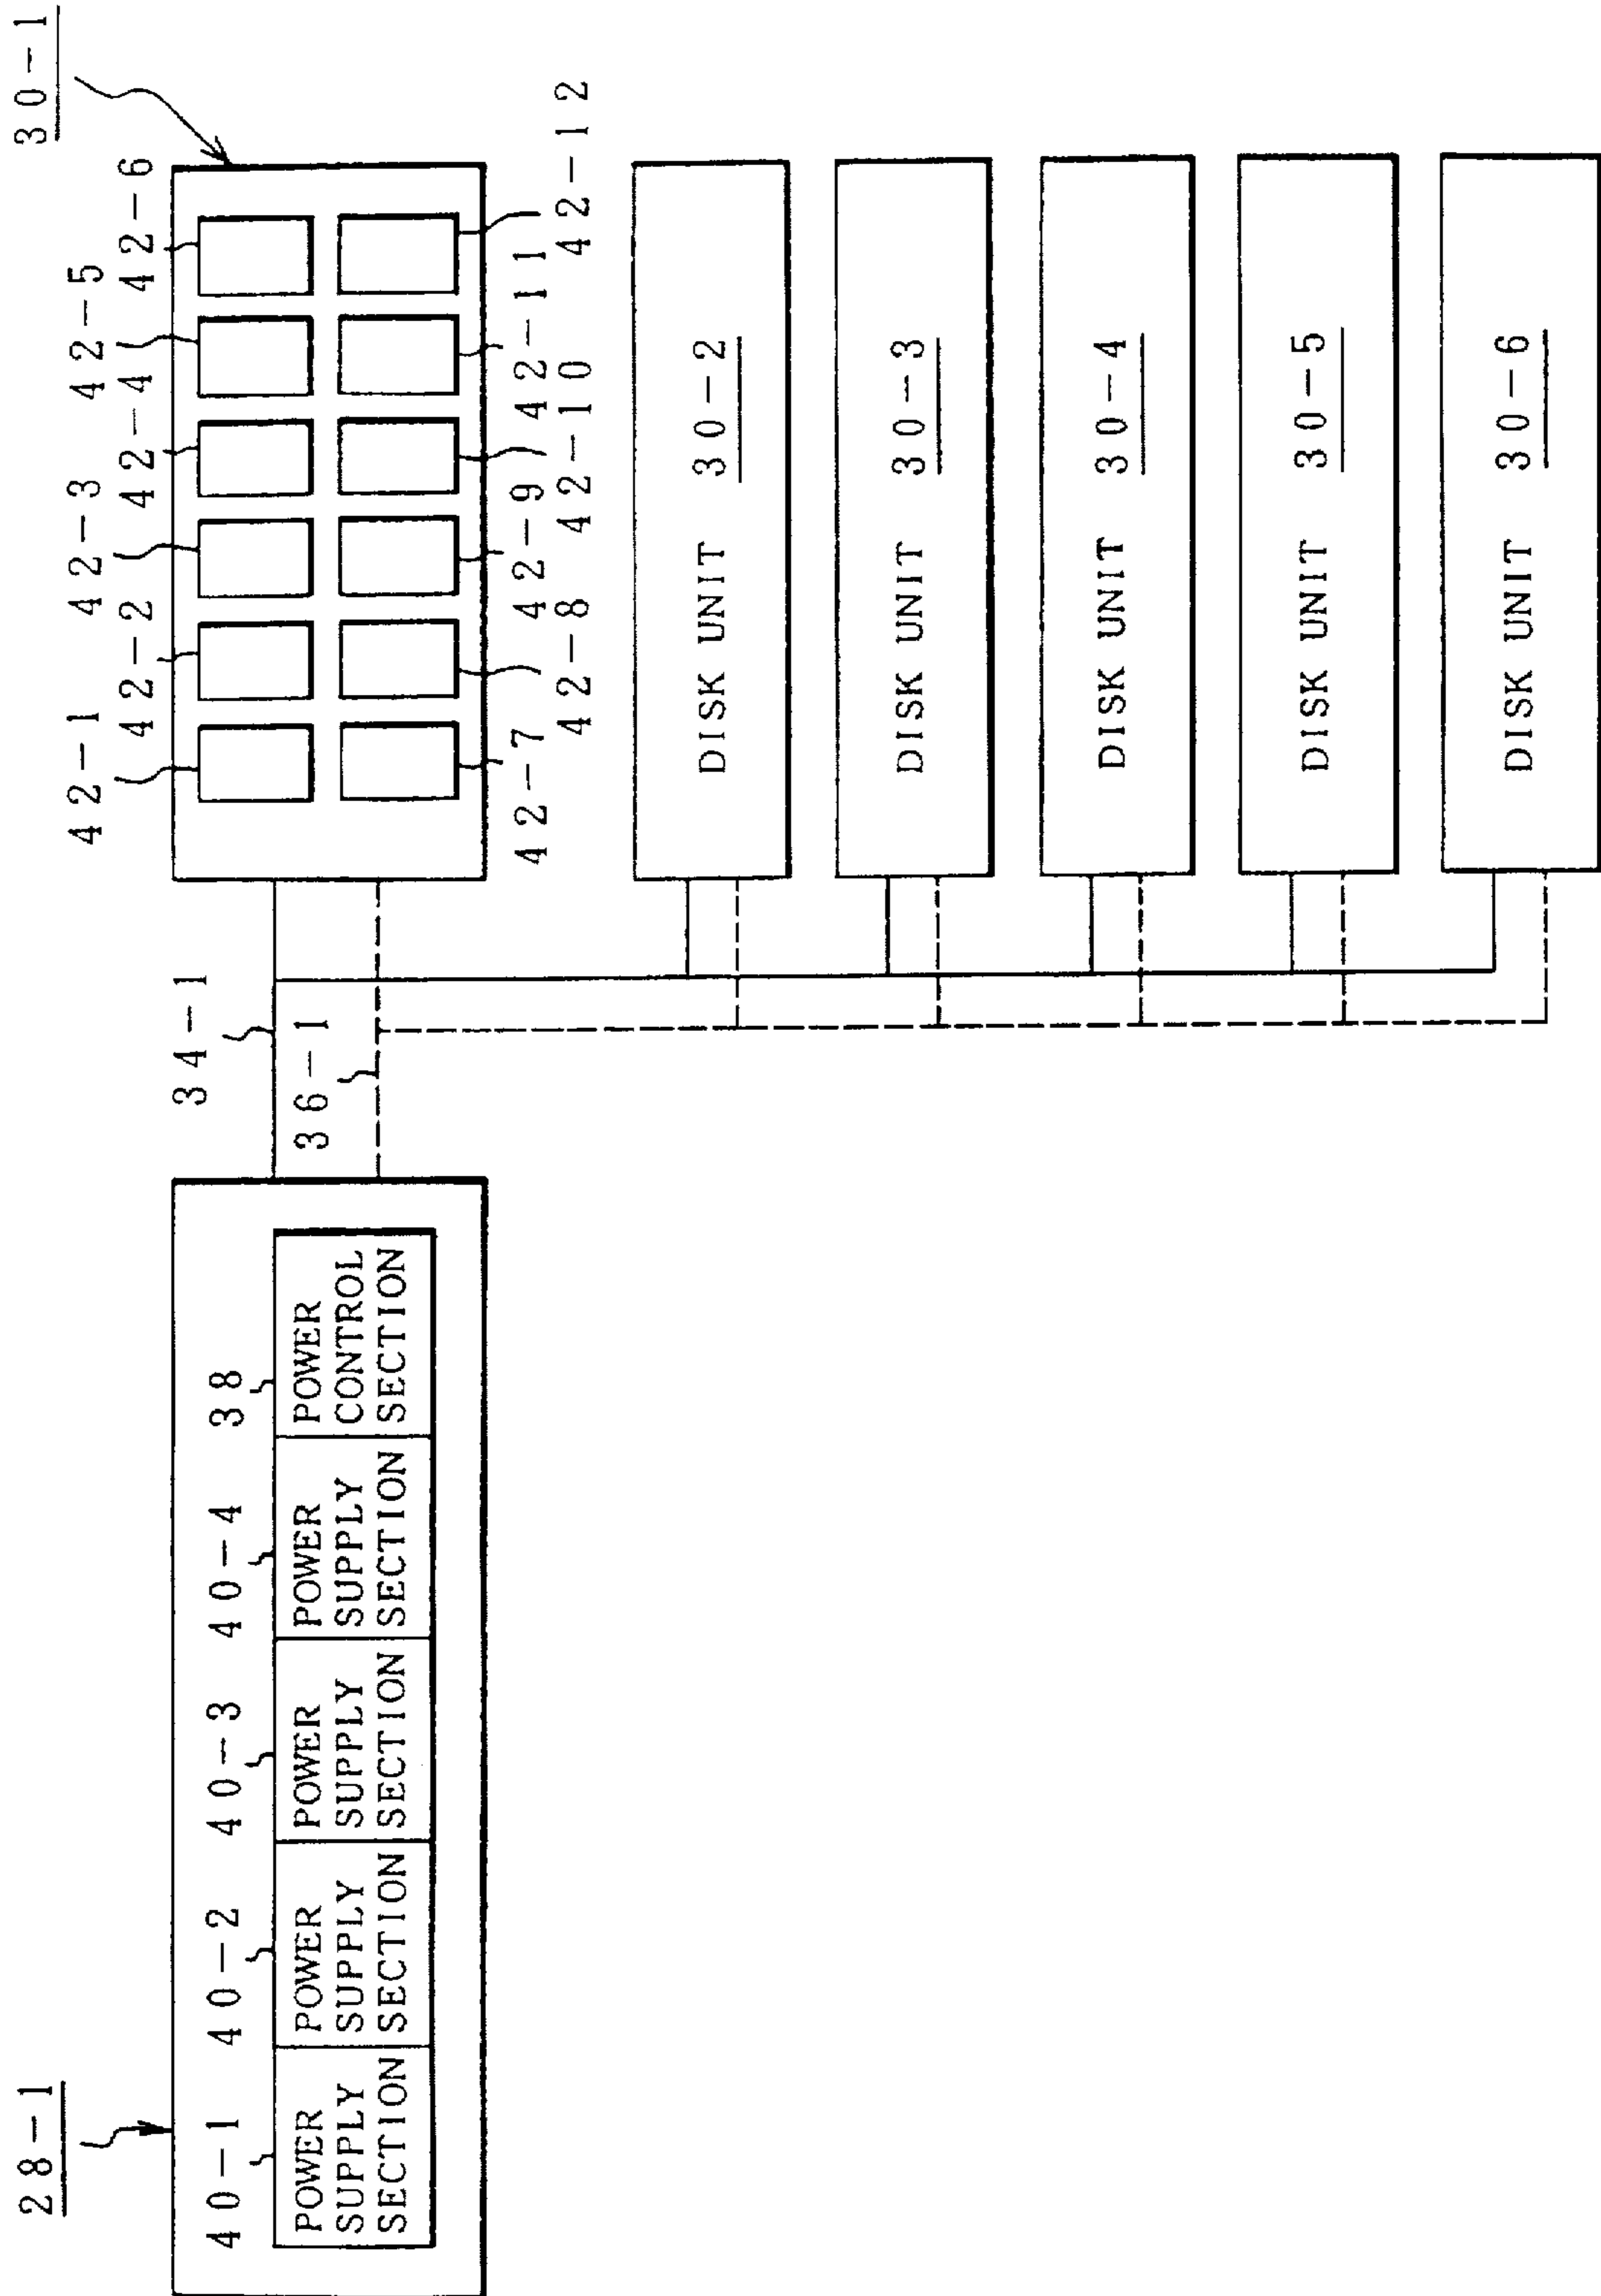 28-1
40-1
40-2
40-3
40-4
38
POWER
SUPPLY
SECTION
POWER
SUPPLY
SECTION
POWER
SUPPLY
SECTION
POWER
SUPPLY
SECTION
POWER
CONTROL
SECTION
34-1
36-1
30-1
42-1
42-2
42-3
42-4
42-5
42-6
42-7
42-8
42-9
42-10
42-11
42-12
DISK UNIT 30-2
DISK UNIT 30-3
DISK UNIT 30-4
DISK UNIT 30-5
DISK UNIT 30-6